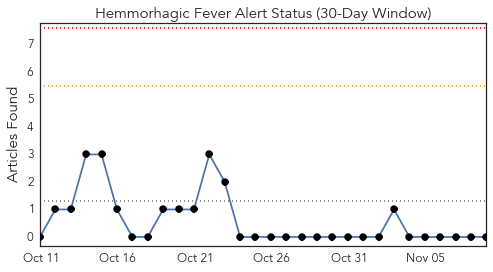 Hemmorhagic Fever Alert Status (30-Day Window)
Articles Found
7
6
5
4
3
2
1
0
Oct 11 Oct 16 Oct 21 Oct 26 Oct 31 Nov 05